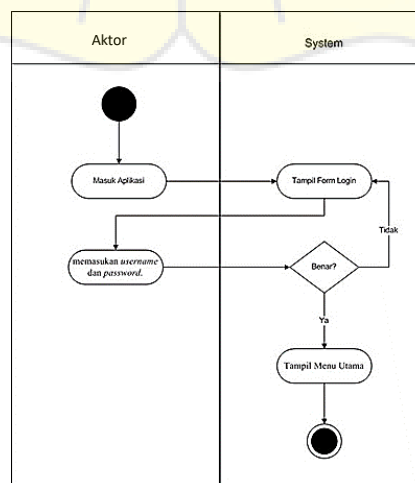 Aktor
System
Masuk Aplikasi
Tampil Form Login
Tidak
memasukan username
dan password.
Benar?
Ya
Tampil Menu Utama